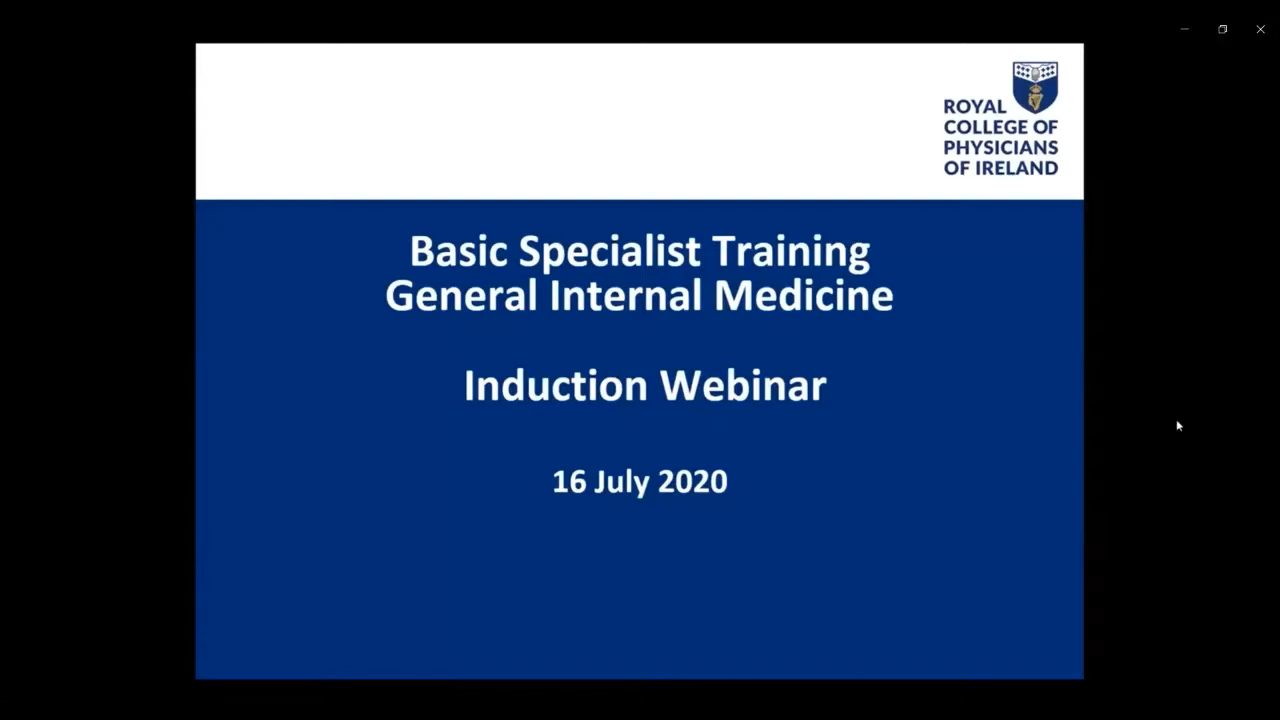 ROYAL
COLLEGE OF
PHYSICIANS
OF IRELAND
Basic Specialist Training
General Internal Medicine
Induction Webinar
16 July 2020